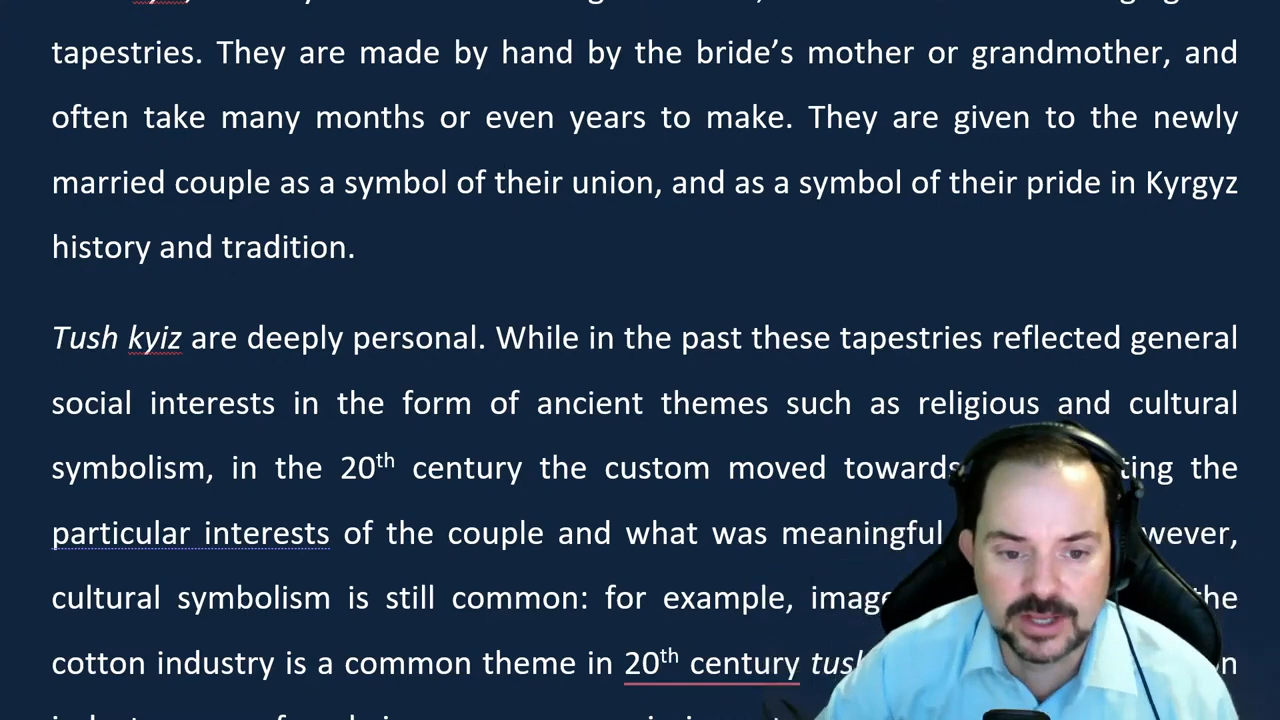 tapestries. They are made by hand by the bride’s mother or grandmother, and
often take many months or even years to make. They are given to the newly
married couple as a symbol of their union, and as a symbol of their pride in Kyrgyz
history and tradition.
Tush kyiz are deeply personal. While in the past these tapestries reflected general
social interests in the form of ancient themes such as religious and cultural
symbolism, in the 20th century the custom moved towards the
particular interests of the couple and what was meaningful
cultural symbolism is still common: for example, the
cotton industry is a common theme in 20th century